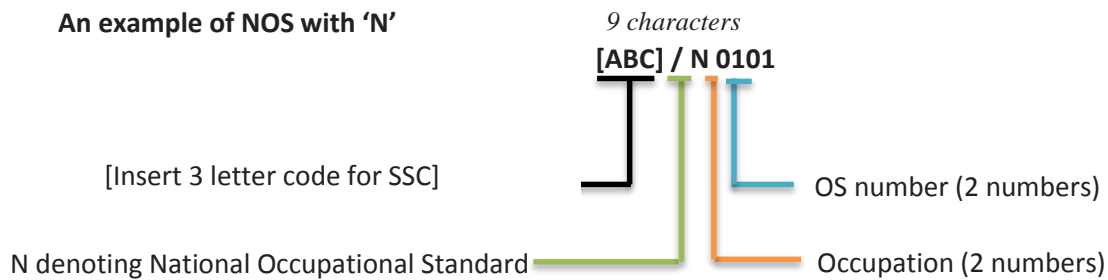 An example of NOS with ‘N’
9 characters
[ABC] / N 0101
[Insert 3 letter code for SSC]
OS number (2 numbers)
N denoting National Occupational Standard
Occupation (2 numbers)